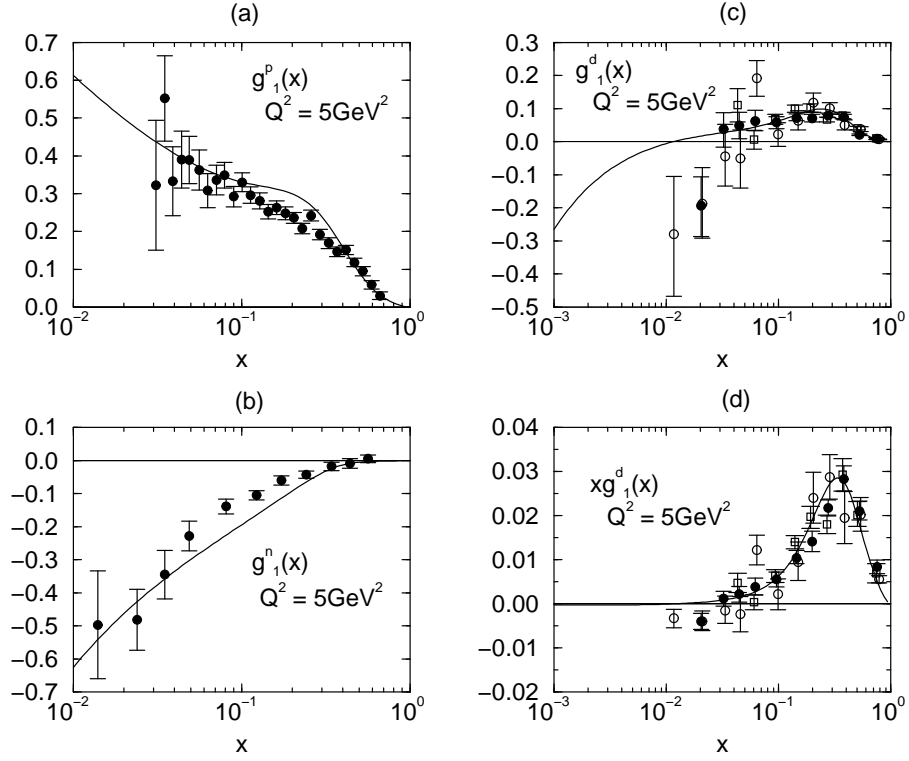 (a)
0.7
0.6
0.5
0.4
0.3
0.2
0.1
0.0
g^p_1(x)
Q^2 = 5GeV^2
10^−2 10^−1 10^0
x
(c)
0.3
0.2
0.1
0.0
−0.1
−0.2
−0.3
−0.4
−0.5
g^d_1(x)
Q^2 = 5GeV^2
10^−3 10^−2 10^−1 10^0
x
(b)
0.1
0.0
−0.1
−0.2
−0.3
−0.4
−0.5
−0.6
−0.7
g^n_1(x)
Q^2 = 5GeV^2
10^−2 10^−1 10^0
x
(d)
0.04
0.03
0.02
0.01
0.00
−0.01
−0.02
xg^d_1(x)
Q^2 = 5GeV^2
10^−3 10^−2 10^−1 10^0
x